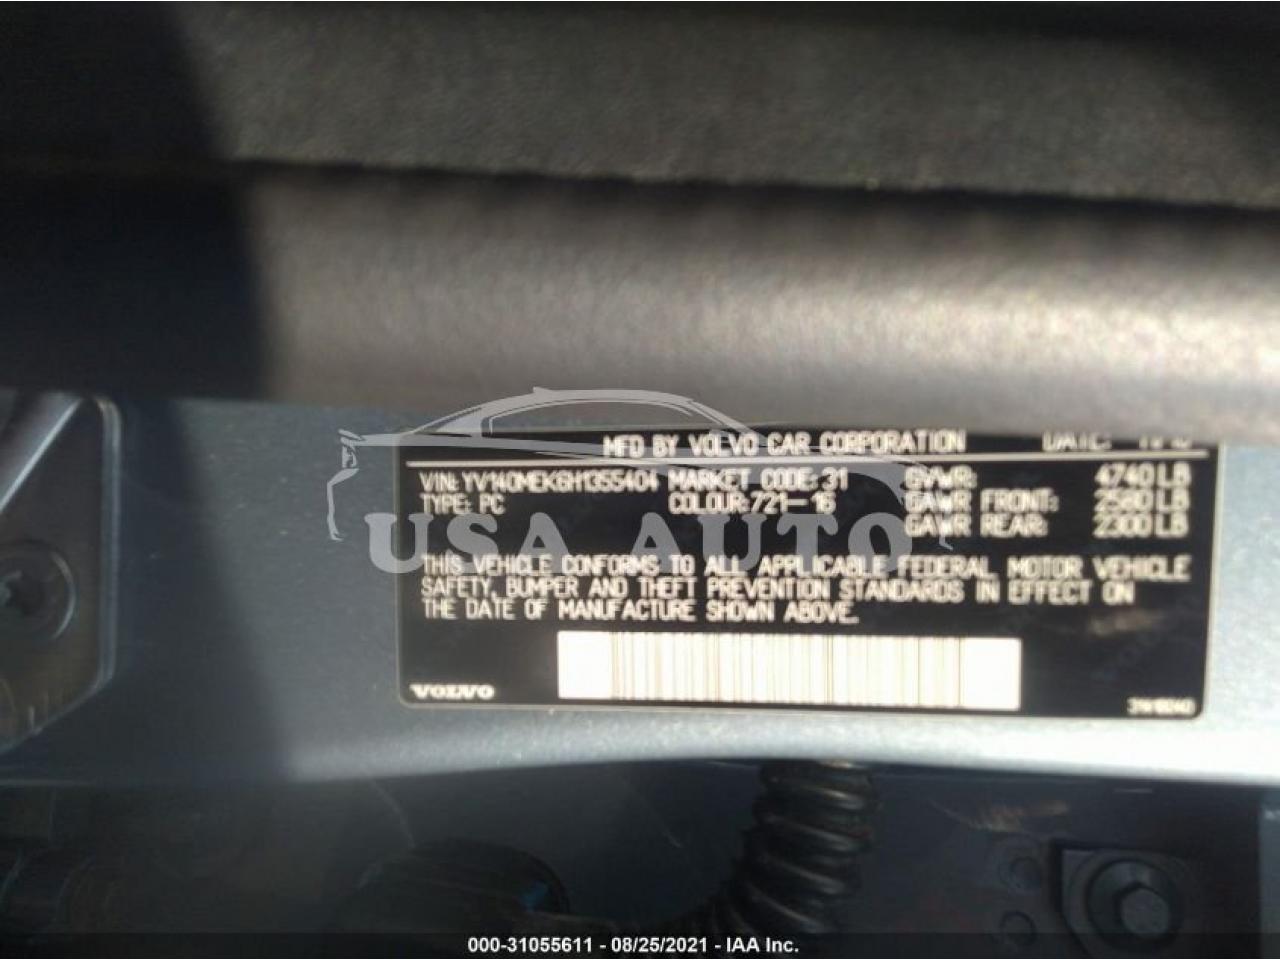 MFD BY VOLVO CAR CORPORATION DATE:
VIN: YV140MEK6H1355404 MARKET CODE: 31 GVWR: 4740 LB
TYPE: PC COLOUR: 721-16 GAWR FRONT: 2580 LB
GAWR REAR: 2300 LB
USA AUTO
THIS VEHICLE CONFORMS TO ALL APPLICABLE FEDERAL MOTOR VEHICLE
SAFETY, BUMPER AND THEFT PREVENTION STANDARDS IN EFFECT ON
THE DATE OF MANUFACTURE SHOWN ABOVE.
VOLVO
000-31055611 - 08/25/2021 - IAA Inc.